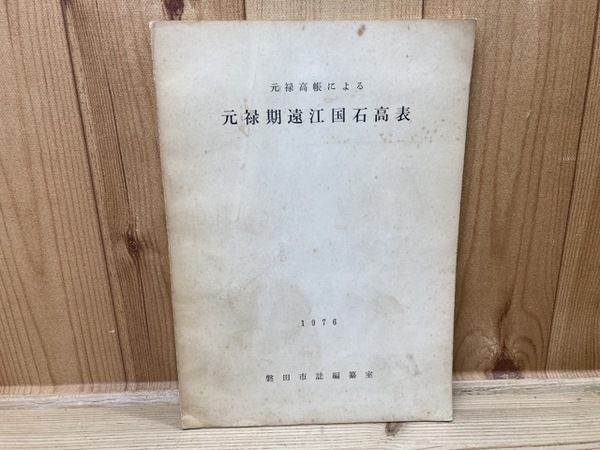 元禄高帳による
元禄期遠江国石高表
1976
磐田市誌編纂室